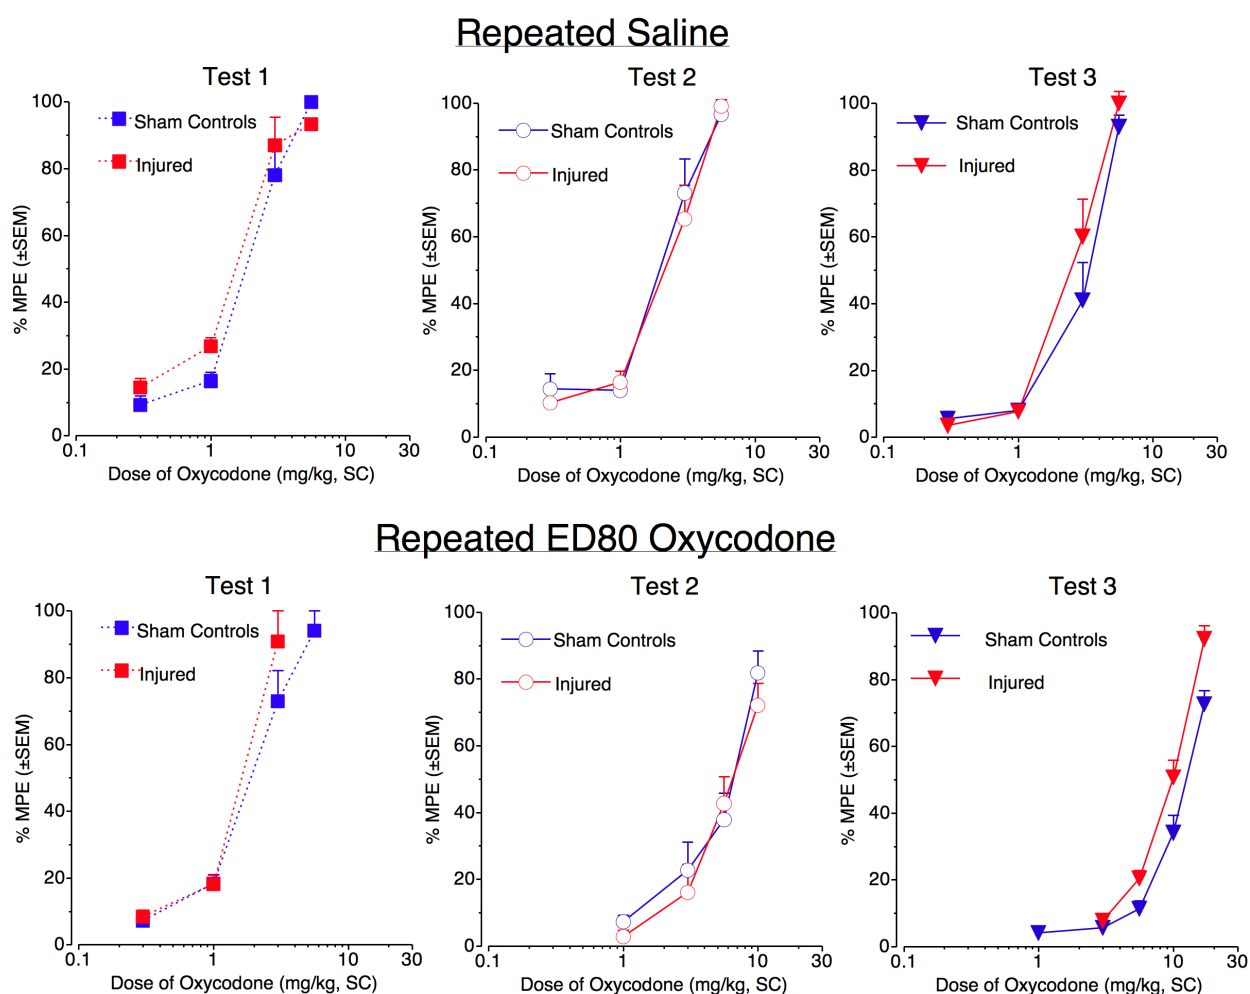 Repeated Saline
Test 1
Test 2
Test 3
100
80
60
40
20
0
% MPE (±SEM)
Sham Controls
Injured
0.1
1
10
30
Dose of Oxycodone (mg/kg, SC)
100
80
60
40
20
0
% MPE (±SEM)
Sham Controls
Injured
0.1
1
10
30
Dose of Oxycodone (mg/kg, SC)
100
80
60
40
20
0
% MPE (±SEM)
Sham Controls
Injured
0.1
1
10
30
Dose of Oxycodone (mg/kg, SC)
Repeated ED80 Oxycodone
Test 1
Test 2
Test 3
100
80
60
40
20
0
% MPE (±SEM)
Sham Controls
Injured
0.1
1
10
30
Dose of Oxycodone (mg/kg, SC)
100
80
60
40
20
0
% MPE (±SEM)
Sham Controls
Injured
0.1
1
10
30
Dose of Oxycodone (mg/kg, SC)
100
80
60
40
20
0
% MPE (±SEM)
Sham Controls
Injured
0.1
1
10
30
Dose of Oxycodone (mg/kg, SC)